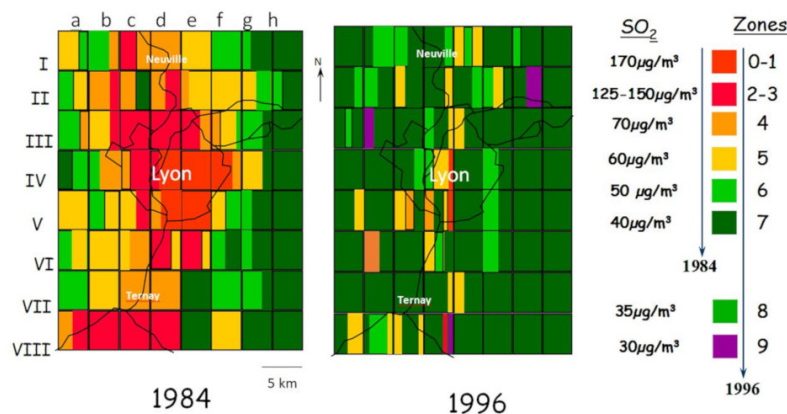 a b c d e f g h
SO2 Zones
I
II
III
IV
V
VI
VII
VIII
Neuville
Lyon
Ternay
5 km
1984
N
Neuville
Lyon
Ternay
1996
170µg/m³ 0-1
125-150µg/m³ 2-3
70µg/m³ 4
60µg/m³ 5
50 µg/m³ 6
40µg/m³ 7
1984
35µg/m³ 8
30µg/m³ 9
1996